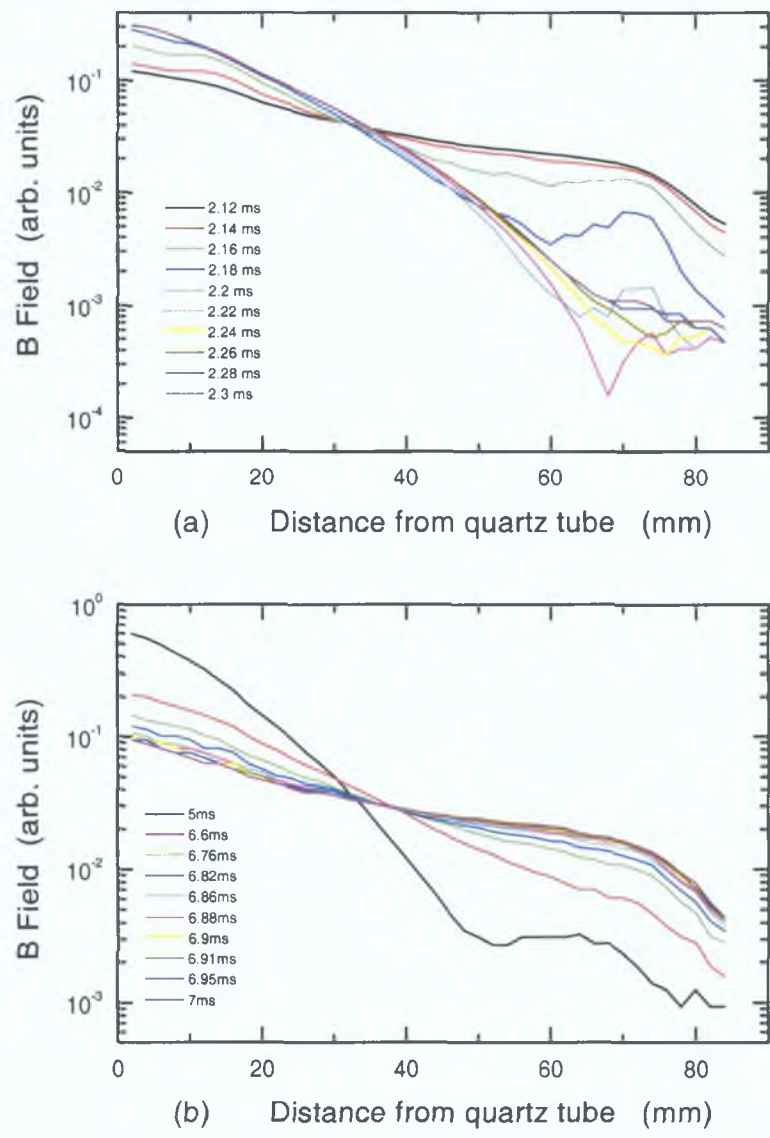 10⁻¹
10⁻²
10⁻³
10⁻⁴
B Field (arb. units)
2.12 ms
2.14 ms
2.16 ms
2.18 ms
2.2 ms
2.22 ms
2.24 ms
2.26 ms
2.28 ms
2.3 ms
0 20 40 60 80
(a) Distance from quartz tube (mm)
10⁰
10⁻¹
10⁻²
10⁻³
B Field (arb. units)
5ms
6.6ms
6.76ms
6.82ms
6.86ms
6.88ms
6.9ms
6.91ms
6.95ms
7ms
0 20 40 60 80
(b) Distance from quartz tube (mm)